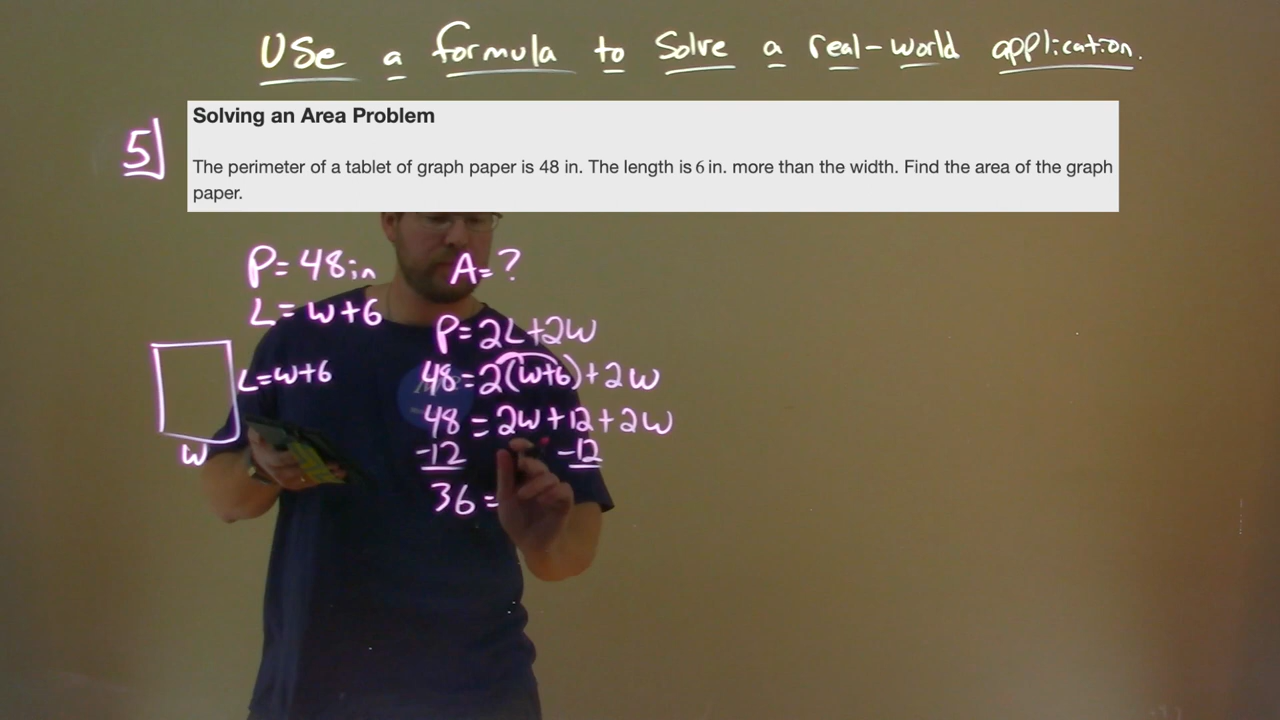 Use a formula to Solve a real-world application.
5
Solving an Area Problem
The perimeter of a tablet of graph paper is 48 in. The length is 6 in. more than the width. Find the area of the graph
paper.
P=48in
A=?
L=W+6
L=W+6
W
P=2L+2W
48=2(W+6)+2W
48=2W+12+2W
-12 -12
36=